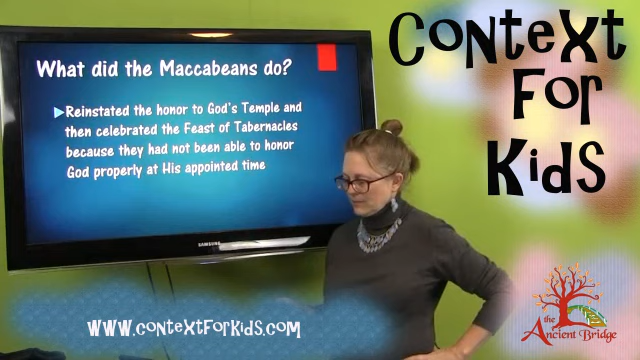 What did the Maccabeans do?
Reinstated the honor to God's Temple and
then celebrated the Feast of Tabernacles
because they had not been able to honor
God properly at His appointed time
SAMSUNG
Context
For
Kids
www.contextforkids.com
the
Ancient Bridge